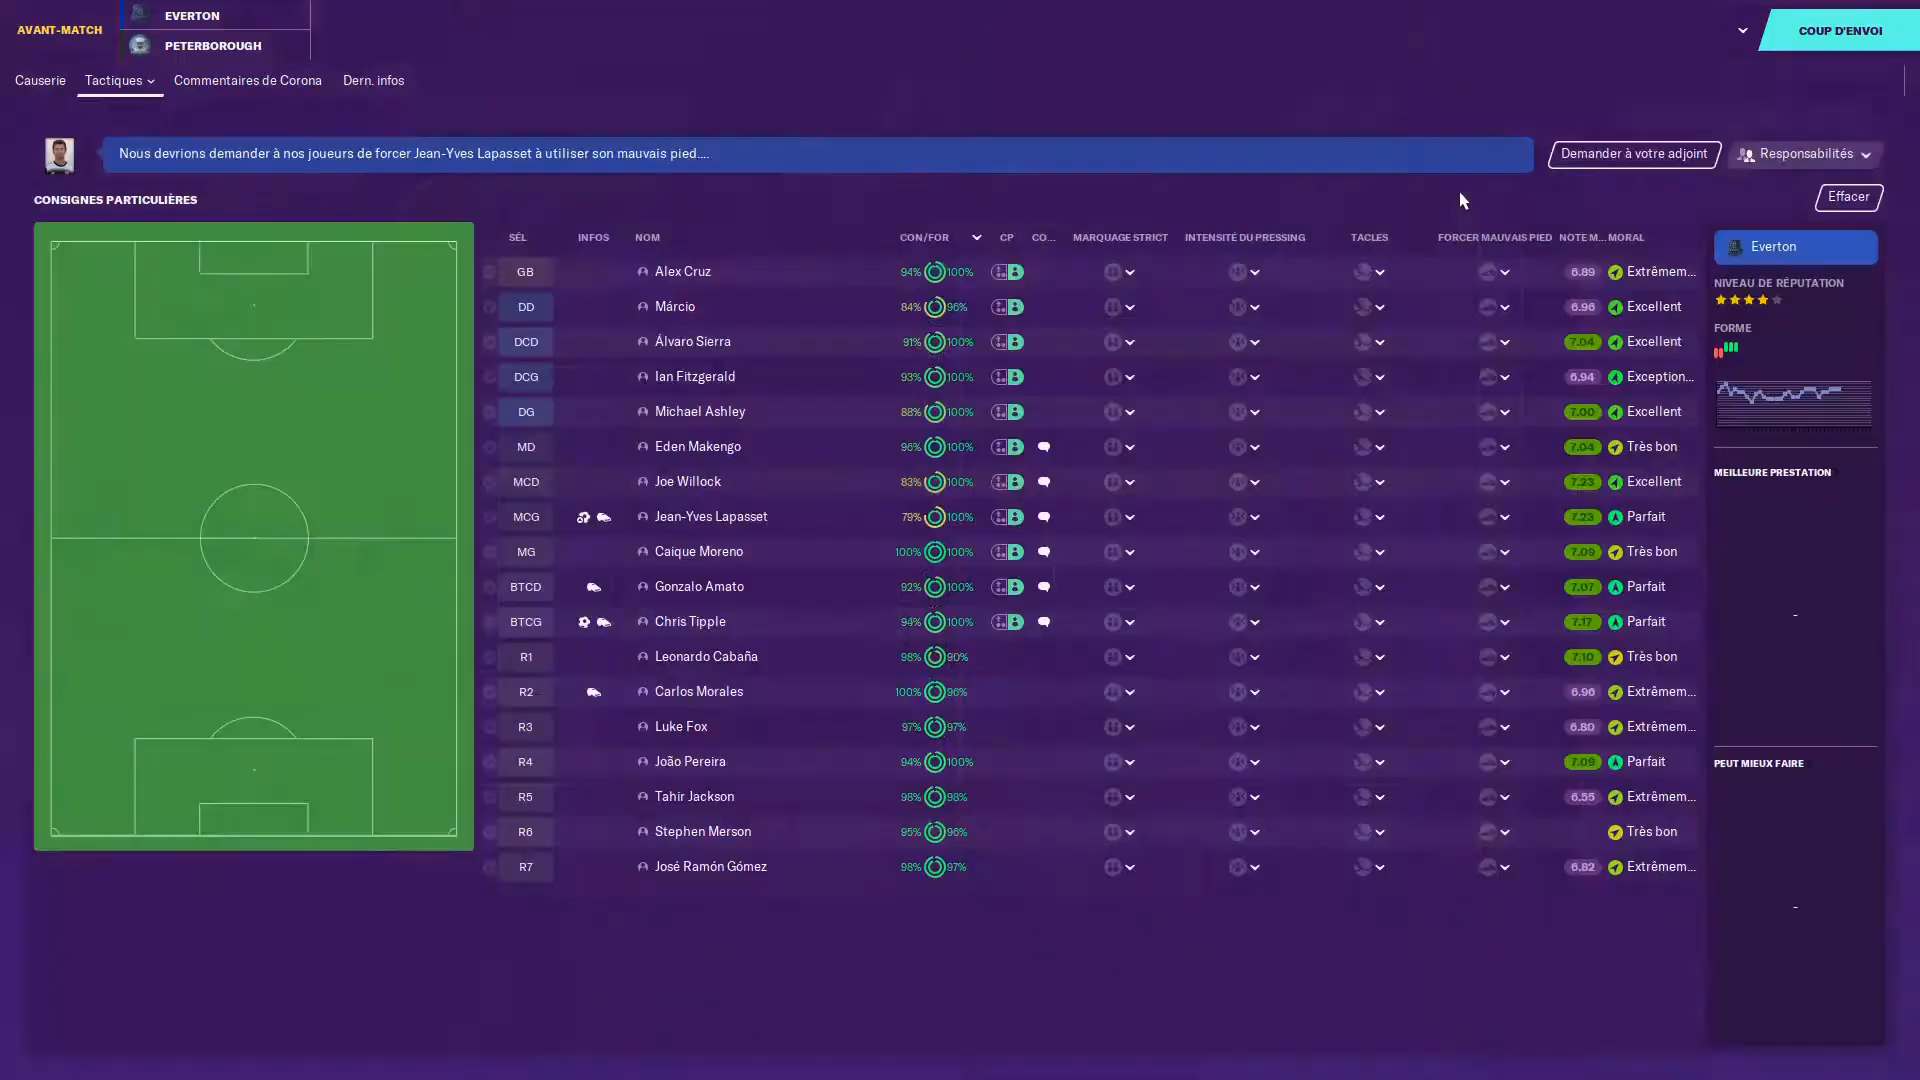 AVANT-MATCH
EVERTON
PETERBOROUGH
COUP D'ENVOI
Causerie Tactiques Commentaires de Corona Dern. infos
Nous devrions demander à nos joueurs de forcer Jean-Yves Lapasset à utiliser son mauvais pied....
Demander à votre adjoint
Responsabilités
CONSIGNES PARTICULIÈRES
Effacer
SÉL INFOS NOM CON/FOR CP CO... MARQUAGE STRICT INTENSITÉ DU PRESSING TACLES FORCER MAUVAIS PIED NOTE M... MORAL
GB Alex Cruz 94% 100% 6.89 Extrêmem...
DD Márcio 84% 96% 6.96 Excellent
DCD Álvaro Sierra 91% 100% 7.04 Excellent
DCG Ian Fitzgerald 93% 100% 6.94 Exception...
DG Michael Ashley 88% 100% 7.00 Excellent
MD Eden Makengo 96% 100% 7.04 Très bon
MCD Joe Willock 83% 100% 7.23 Excellent
MCG Jean-Yves Lapasset 79% 100% 7.23 Parfait
MG Caique Moreno 100% 100% 7.09 Très bon
BTCD Gonzalo Amato 92% 100% 7.07 Parfait
BTCG Chris Tipple 94% 100% 7.17 Parfait
R1 Leonardo Cabaña 98% 90% 7.10 Très bon
R2 Carlos Morales 100% 96% 6.96 Extrêmem...
R3 Luke Fox 97% 97% 6.80 Extrêmem...
R4 João Pereira 94% 100% 7.09 Parfait
R5 Tahir Jackson 98% 98% 6.55 Extrêmem...
R6 Stephen Merson 95% 96% Très bon
R7 José Ramón Gómez 98% 97% 6.82 Extrêmem...
Everton
NIVEAU DE RÉPUTATION
FORME
MEILLEURE PRESTATION
-
PEUT MIEUX FAIRE
-